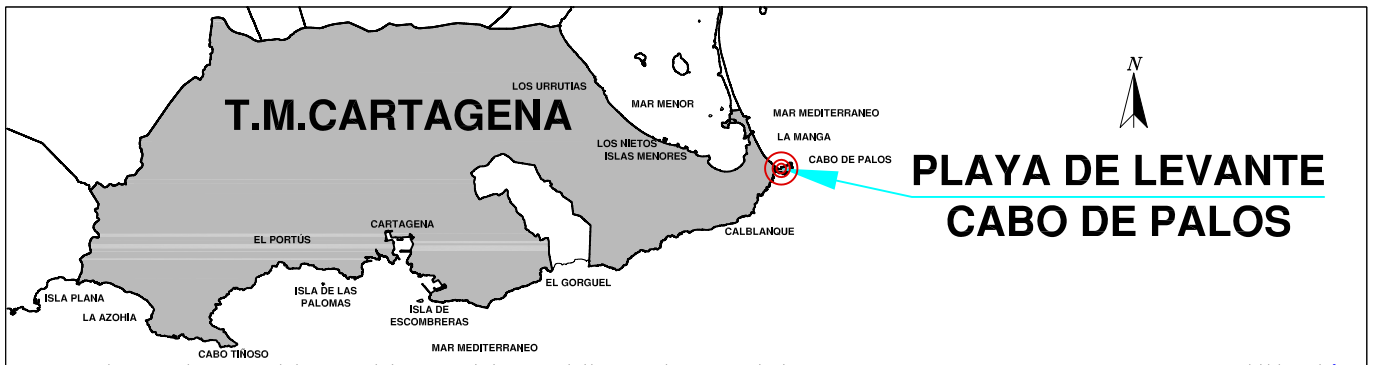 N
LOS URRUTIAS
MAR MENOR
T.M.CARTAGENA
MAR MEDITERRANEO
LA MANGA
LOS NIETOS
ISLAS MENORES
CABO DE PALOS
PLAYA DE LEVANTE
CABO DE PALOS
CARTAGENA
CALBLANQUE
EL PORTÚS
EL GORGUEL
ISLA PLANA
ISLA DE LAS
PALOMAS
LA AZOHÍA
ISLA DE
ESCOMBRERAS
MAR MEDITERRANEO
CABO TIÑOSO